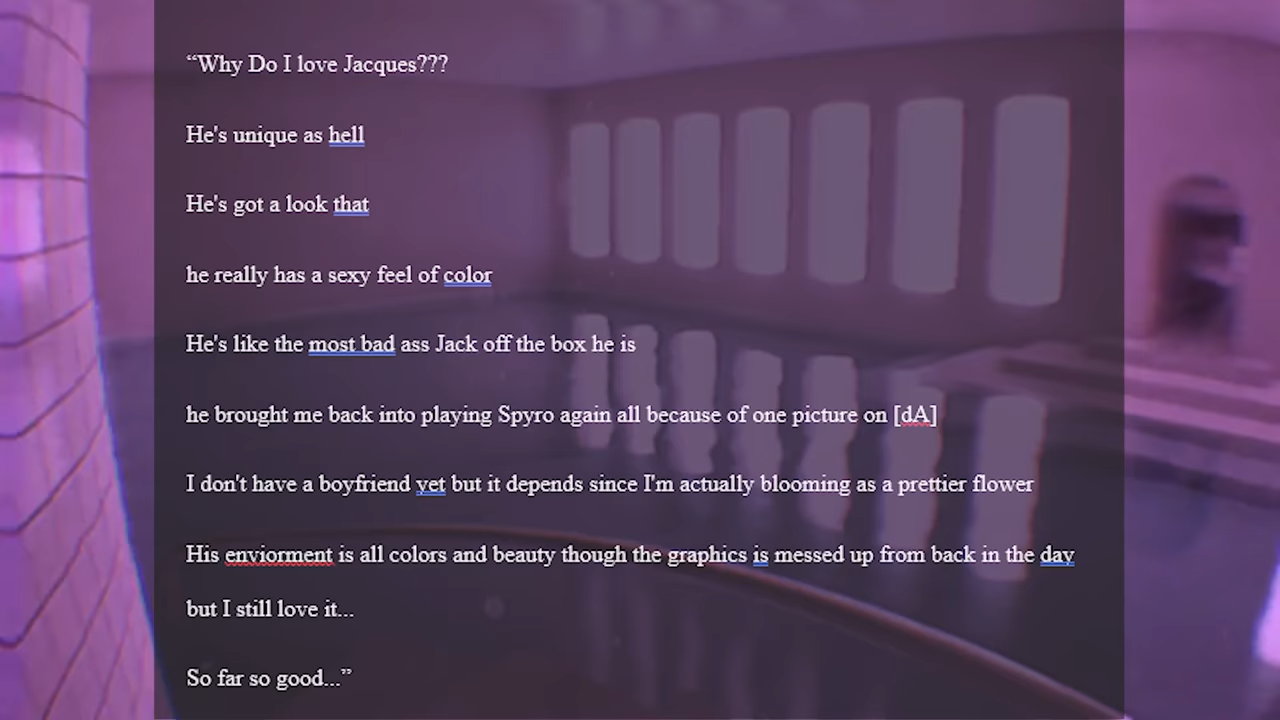 “Why Do I love Jacques???
He's unique as hell
He's got a look that
he really has a sexy feel of color
He's like the most bad ass Jack off the box he is
he brought me back into playing Spyro again all because of one picture on [dA]
I don't have a boyfriend yet but it depends since I'm actually blooming as a prettier flower
His enviorment is all colors and beauty though the graphics is messed up from back in the day
but I still love it...
So far so good...”